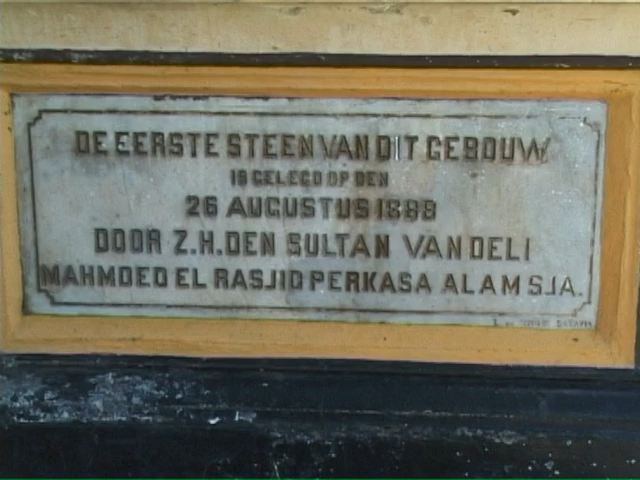 DE EERSTE STEEN VAN DIT GEBOUW
IS GELEGD OP DEN
26 AUGUSTUS 1888
DOOR Z.H. DEN SULTAN VAN DELI
MAHMOED EL RASJID PERKASA ALAM SJA.